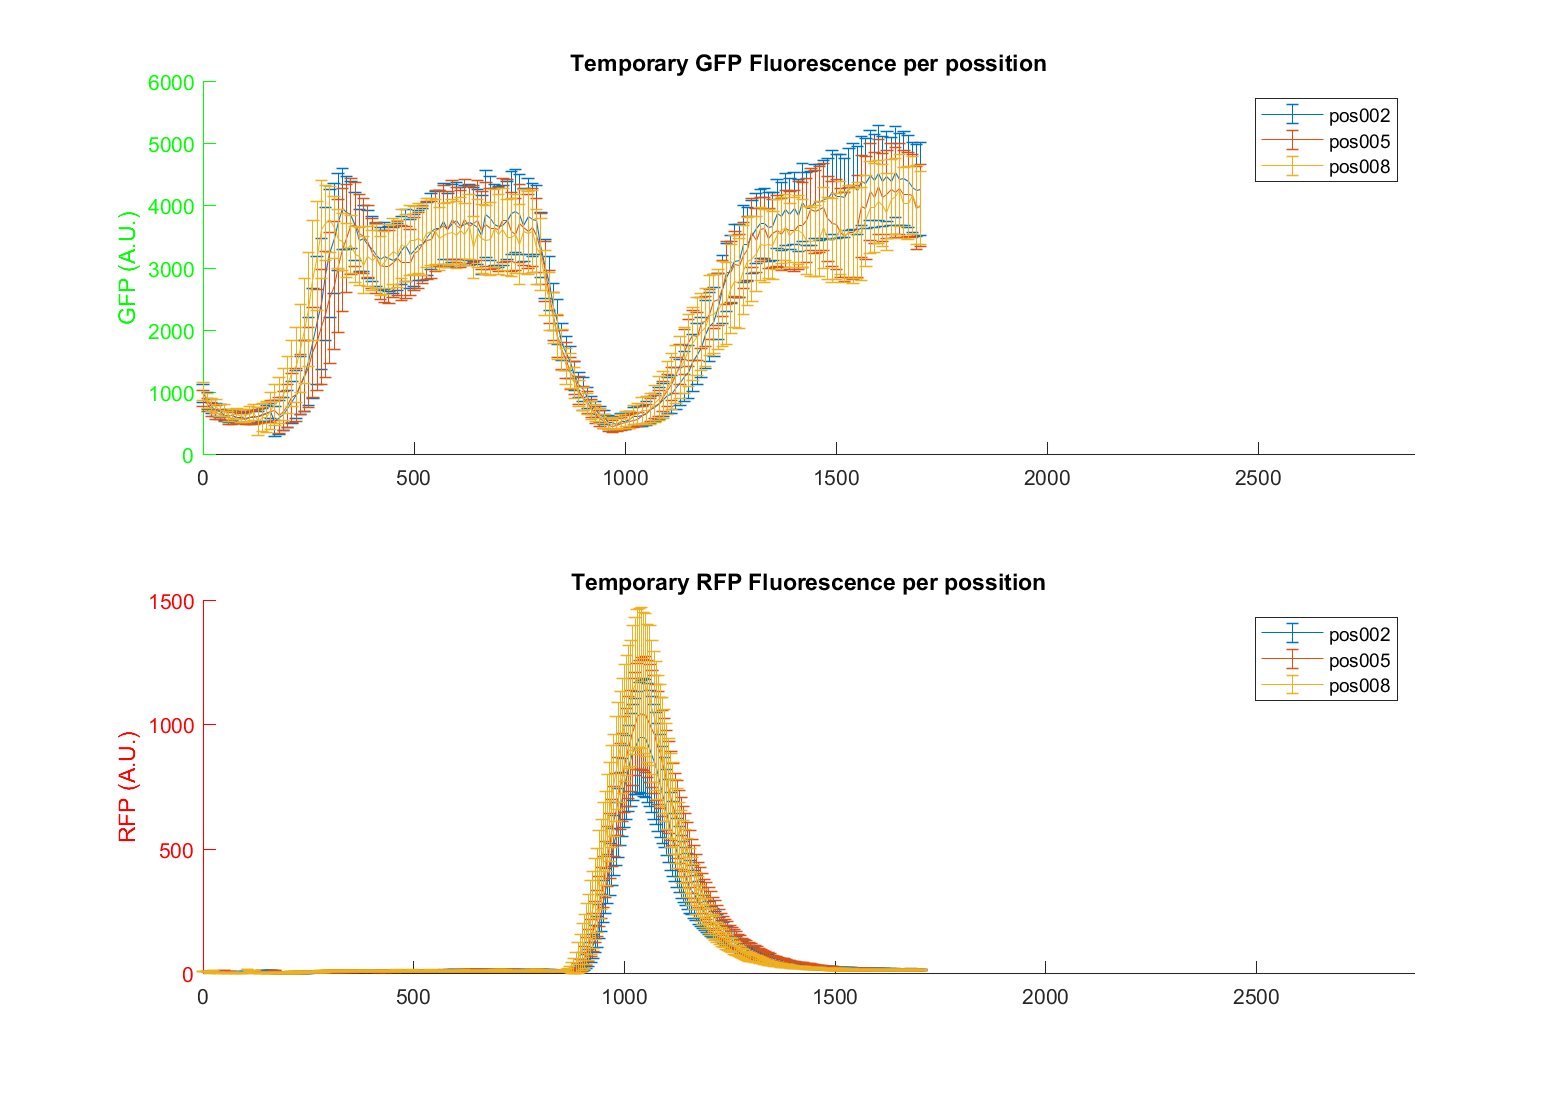 Temporary GFP Fluorescence per possition
6000
5000
4000
3000
2000
1000
0
GFP (A.U.)
0 500 1000 1500 2000 2500
pos002
pos005
pos008
Temporary RFP Fluorescence per possition
1500
1000
500
0
RFP (A.U.)
0 500 1000 1500 2000 2500
pos002
pos005
pos008